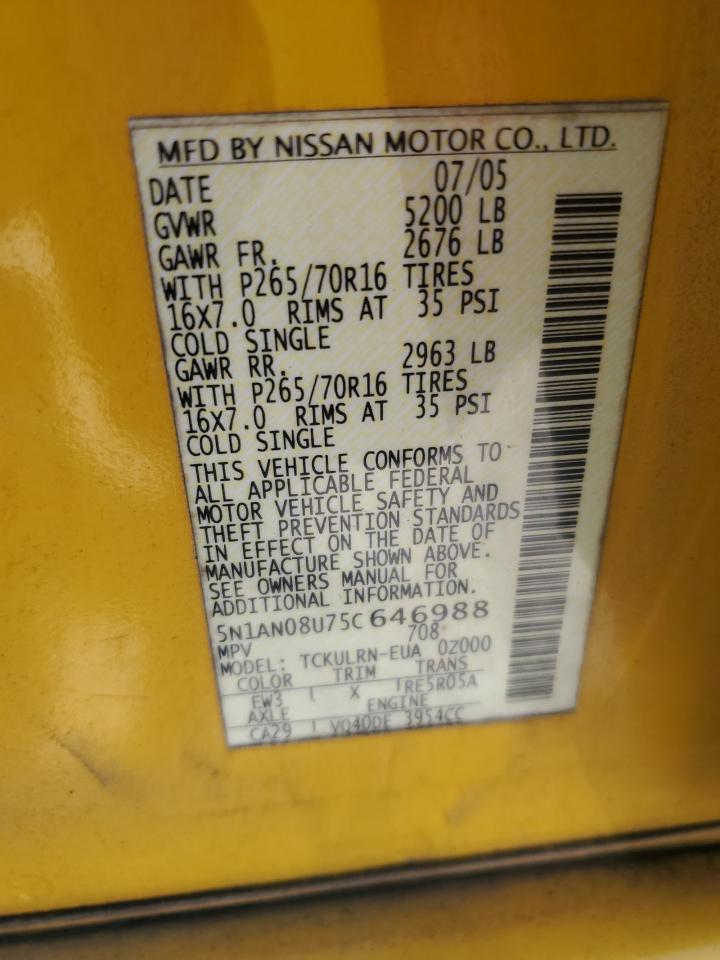 MFD BY NISSAN MOTOR CO., LTD.
DATE 07/05
GVWR 5200 LB
GAWR FR. 2676 LB
WITH P265/70R16 TIRES
16X7.0 RIMS AT 35 PSI
COLD SINGLE
GAWR RR. 2963 LB
WITH P265/70R16 TIRES
16X7.0 RIMS AT 35 PSI
COLD SINGLE
THIS VEHICLE CONFORMS TO
ALL APPLICABLE FEDERAL
MOTOR VEHICLE SAFETY AND
THEFT PREVENTION STANDARDS
IN EFFECT ON THE DATE OF
MANUFACTURE SHOWN ABOVE.
SEE OWNERS MANUAL FOR
ADDITIONAL INFORMATION.
5N1AN08U75C646988
MPV 708
MODEL: TCKULRN-EUA 0Z000
COLOR TRIM TRANS
EW3 X RE5R05A
AXLE ENGINE
CA29 VQ40DE 3954CC